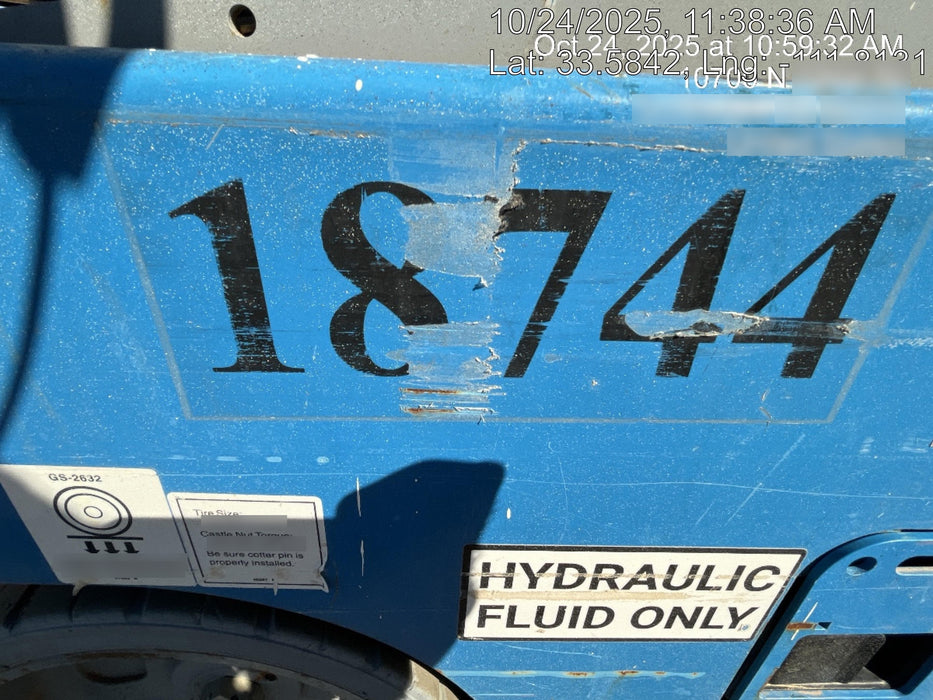 10/24/2025, 11:38:36 AM
Oct 24, 2025 at 10:59:32 AM
Lat: 33.5842, Lng:
N
18744
GS-2632
Tire Size:
Castle Nut Torque:
Be sure cotter pin is
properly installed.
HYDRAULIC
FLUID ONLY